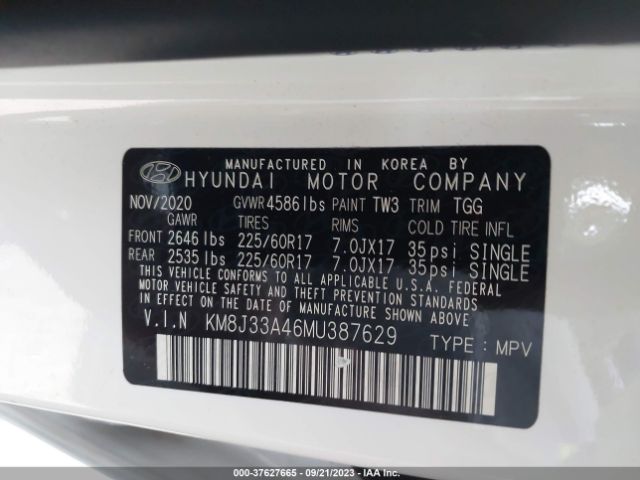 MANUFACTURED IN KOREA BY
HYUNDAI MOTOR COMPANY
NOV/2020 GVWR 4586lbs PAINT TW3 TRIM TGG
GAWR TIRES RIMS COLD TIRE INFL
FRONT 2646 lbs 225/60R17 7.0JX17 35psi SINGLE
REAR 2535 lbs 225/60R17 7.0JX17 35psi SINGLE
THIS VEHICLE CONFORMS TO ALL APPLICABLE U.S.A. FEDERAL
MOTOR VEHICLE SAFETY AND THEFT PREVENTION STANDARDS
IN EFFECT ON THE DATE OF MANUFACTURE SHOWN ABOVE.
V.I.N KM8J33A46MU387629 TYPE : MPV
000-37627665 - 09/21/2023 - IAA Inc.